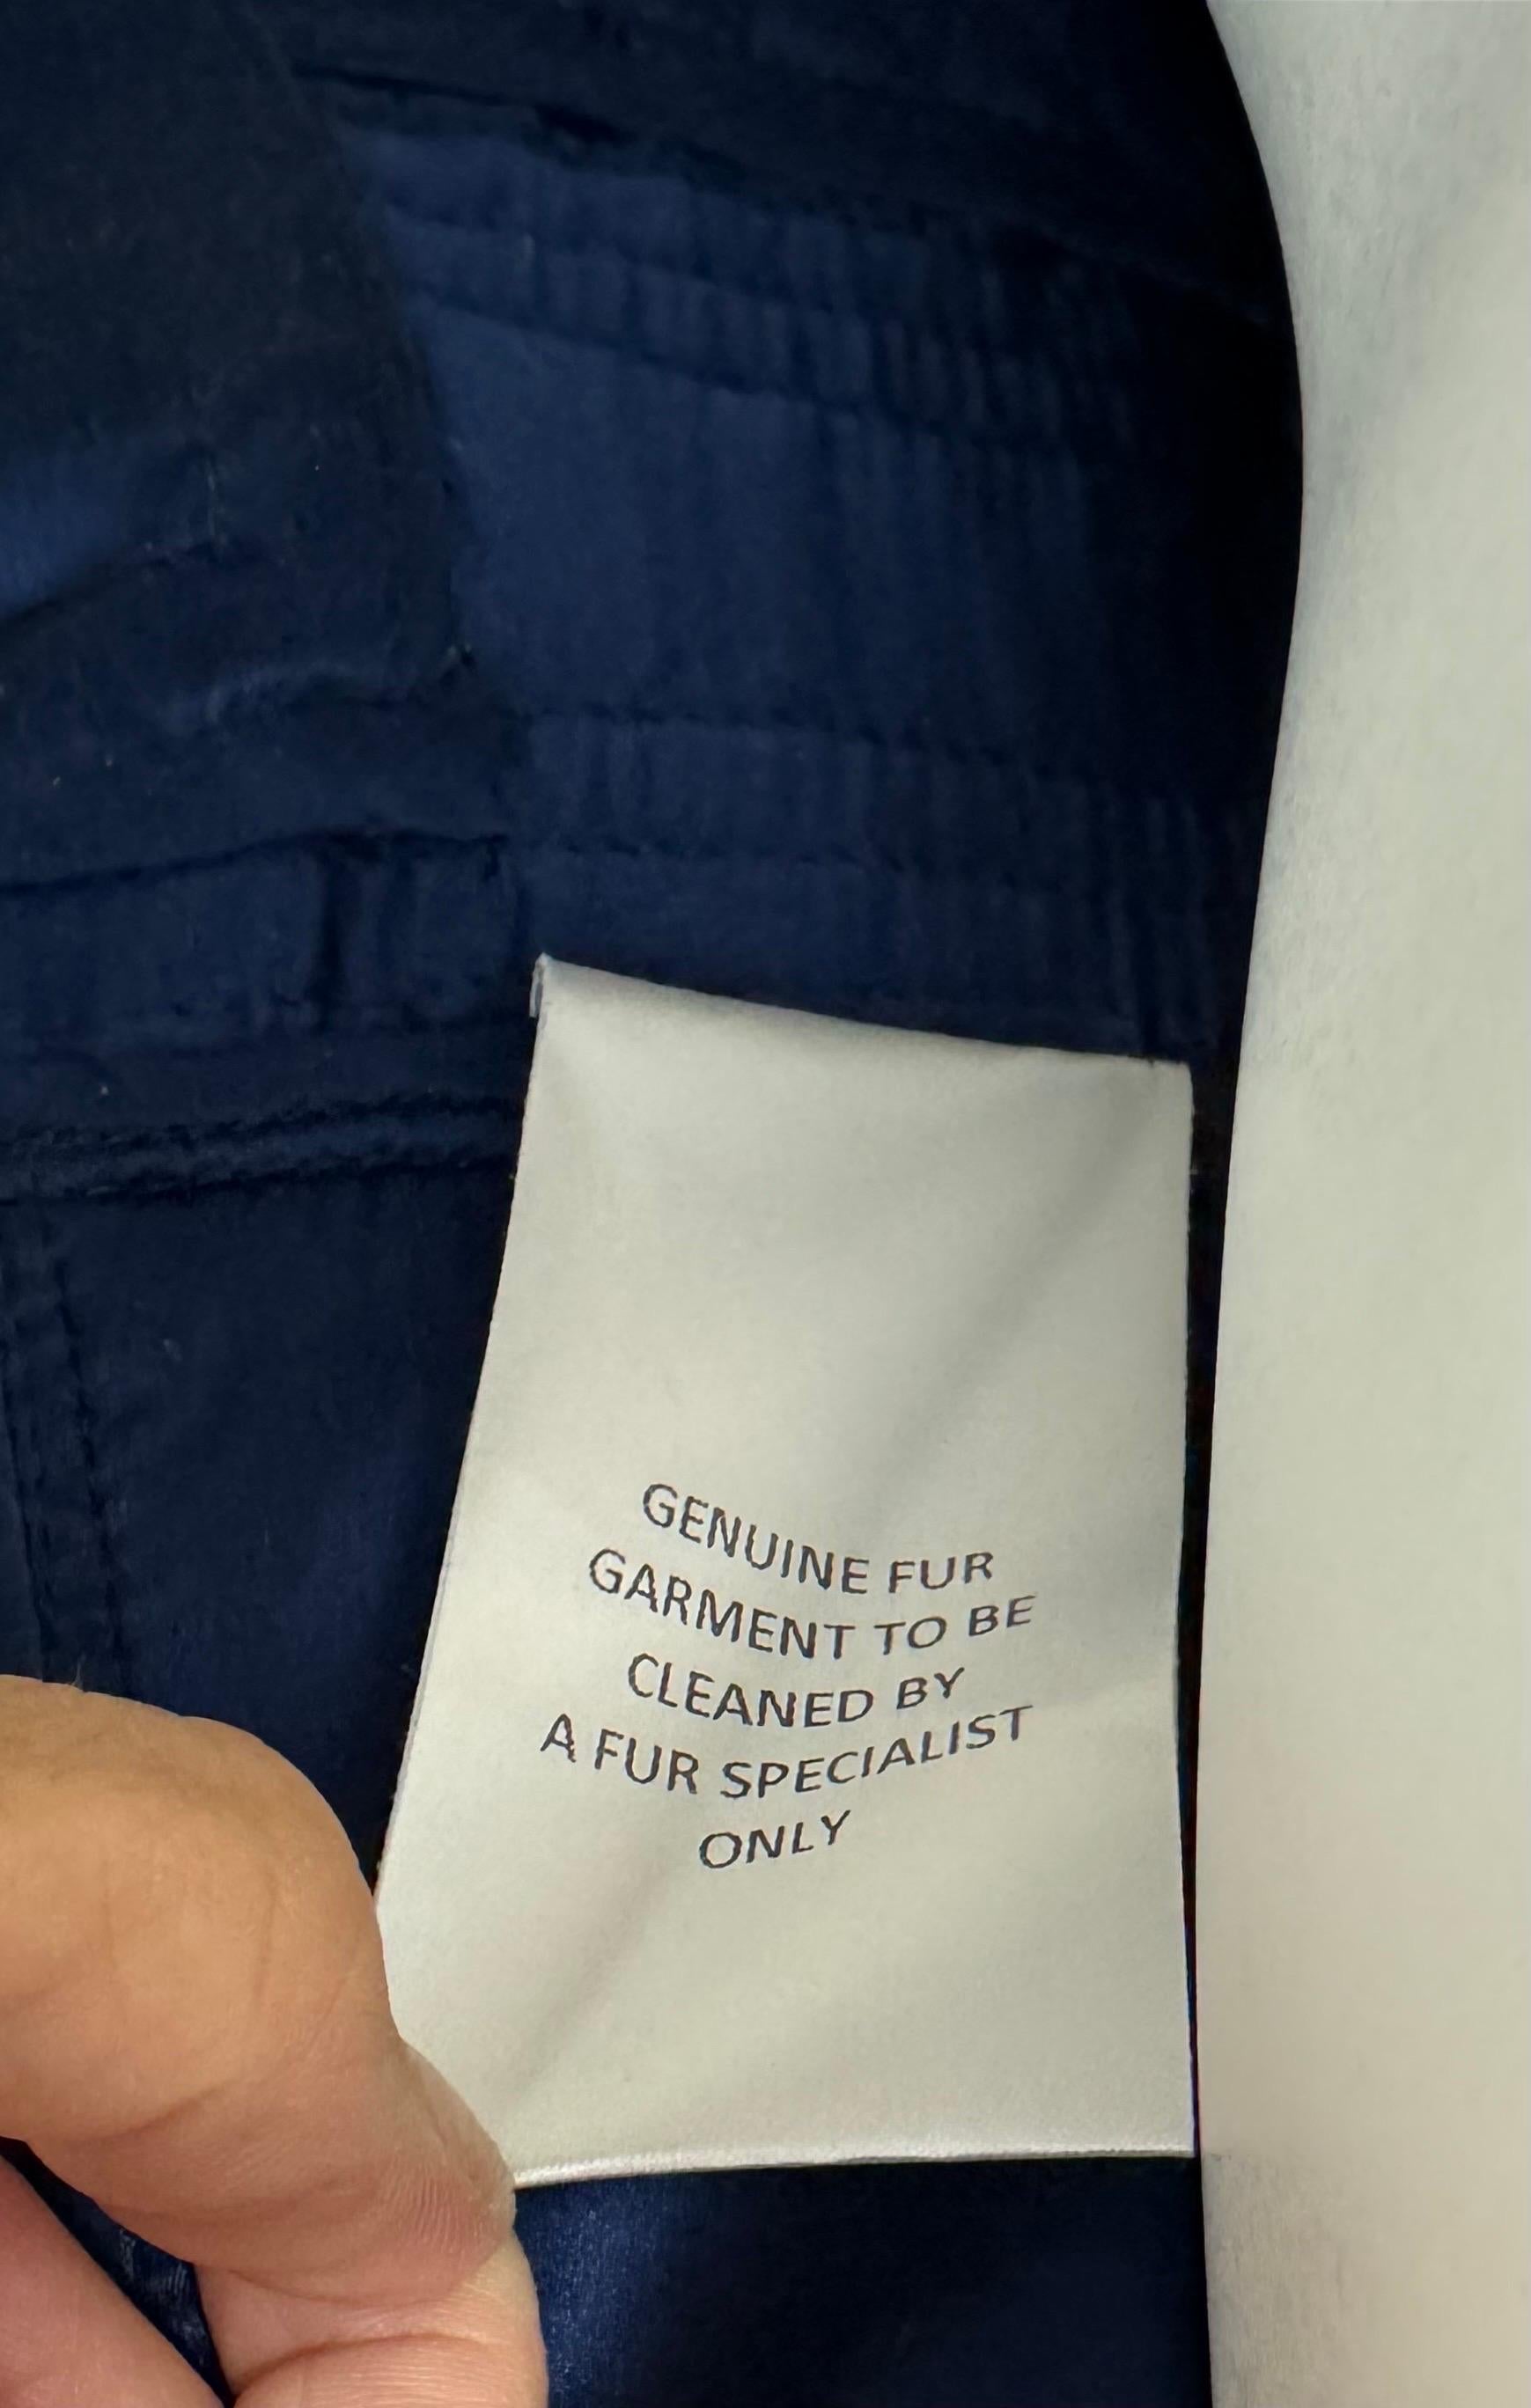 GENUINE FUR
GARMENT TO BE
CLEANED BY
A FUR SPECIALIST
ONLY